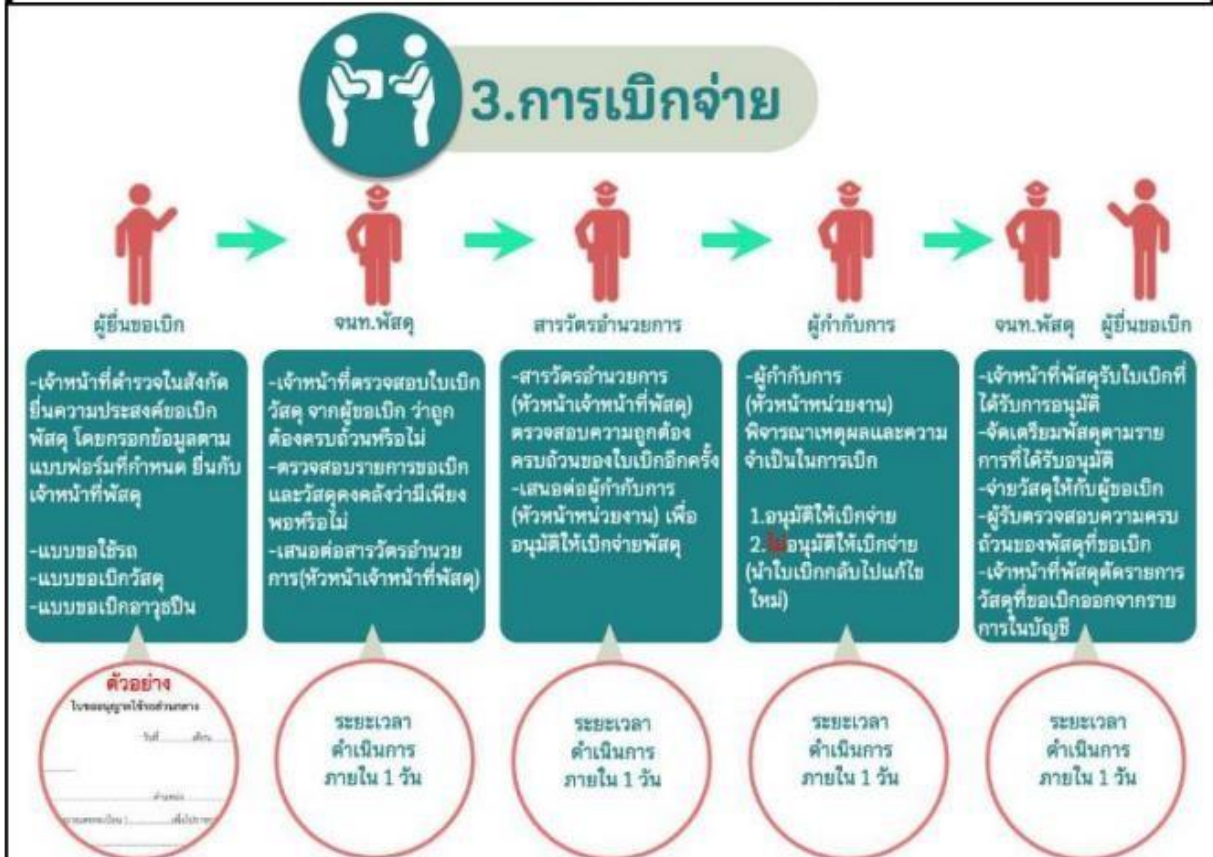 3.การเบิกจ่าย
ผู้ยื่นขอเบิก
จนท.พัสดุ
สารวัตรอำนวยการ
ผู้กำกับการ
จนท.พัสดุ
ผู้ยื่นขอเบิก
-เจ้าหน้าที่ตำรวจในสังกัด
ยื่นความประสงค์ขอเบิก
พัสดุ โดยกรอกข้อมูลตาม
แบบฟอร์มที่กำหนด ยื่นกับ
เจ้าหน้าที่พัสดุ
-แบบขอใช้รถ
-แบบขอเบิกวัสดุ
-แบบขอเบิกอาวุธปืน
-เจ้าหน้าที่ตรวจสอบใบเบิก
วัสดุ จากผู้ขอเบิก ว่าถูก
ต้องครบถ้วนหรือไม่
-ตรวจสอบรายการขอเบิก
และวัสดุคงคลังว่ามีเพียง
พอหรือไม่
-เสนอต่อสารวัตรอำนวย
การ(หัวหน้าเจ้าหน้าที่พัสดุ)
-สารวัตรอำนวยการ
(หัวหน้าเจ้าหน้าที่พัสดุ)
ตรวจสอบความถูกต้อง
ครบถ้วนของใบเบิกอีกครั้ง
-เสนอต่อผู้กำกับการ
(หัวหน้าหน่วยงาน) เพื่อ
อนุมัติให้เบิกจ่ายพัสดุ
-ผู้กำกับการ
(หัวหน้าหน่วยงาน)
พิจารณาเหตุผลและความ
จำเป็นในการเบิก
1.อนุมัติให้เบิกจ่าย
2.ไม่อนุมัติให้เบิกจ่าย
(นำใบเบิกกลับไปแก้ไข
ใหม่)
-เจ้าหน้าที่พัสดุรับใบเบิกที่
ได้รับการอนุมัติ
-จัดเตรียมพัสดุตามราย
การที่ได้รับอนุมัติ
-จ่ายวัสดุให้กับผู้ขอเบิก
-ผู้รับตรวจสอบความครบ
ถ้วนของพัสดุที่ขอเบิก
-เจ้าหน้าที่พัสดุตัดรายการ
วัสดุที่ขอเบิกออกจากราย
การในบัญชี
ตัวอย่าง
ใบขออนุญาตใช้รถส่วนกลาง
วันที่ เดือน
ตำแหน่ง
ระยะเวลา
ดำเนินการ
ภายใน 1 วัน
ระยะเวลา
ดำเนินการ
ภายใน 1 วัน
ระยะเวลา
ดำเนินการ
ภายใน 1 วัน
ระยะเวลา
ดำเนินการ
ภายใน 1 วัน